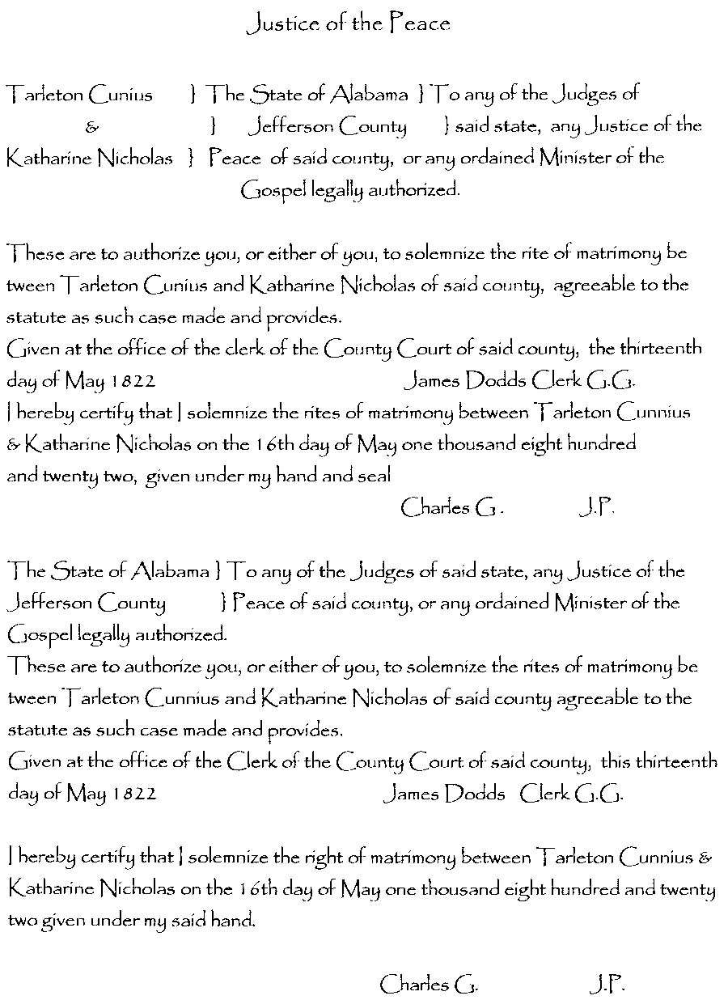 Justice of the Peace
Tarleton Cunius } The State of Alabama } To any of the Judges of
& } Jefferson County } said state, any Justice of the
Katharine Nicholas } Peace of said county, or any ordained Minister of the
Gospel legally authorized.
These are to authorize you, or either of you, to solemnize the rite of matrimony be
tween Tarleton Cunius and Katharine Nicholas of said county, agreeable to the
statute as such case made and provides.
Given at the office of the clerk of the County Court of said county, the thirteenth
day of May 1822 James Dodds Clerk G.G.
I hereby certify that I solemnize the rites of matrimony between Tarleton Cunnius
& Katharine Nicholas on the 16th day of May one thousand eight hundred
and twenty two, given under my hand and seal
Charles G. J.P.
The State of Alabama } To any of the Judges of said state, any Justice of the
Jefferson County } Peace of said county, or any ordained Minister of the
Gospel legally authorized.
These are to authorize you, or either of you, to solemnize the rites of matrimony be
tween Tarleton Cunnius and Katharine Nicholas of said county agreeable to the
statute as such case made and provides.
Given at the office of the Clerk of the County Court of said county, this thirteenth
day of May 1822 James Dodds Clerk G.G.
I hereby certify that I solemnize the right of matrimony between Tarleton Cunnius &
Katharine Nicholas on the 16th day of May one thousand eight hundred and twenty
two given under my said hand.
Charles G. J.P.